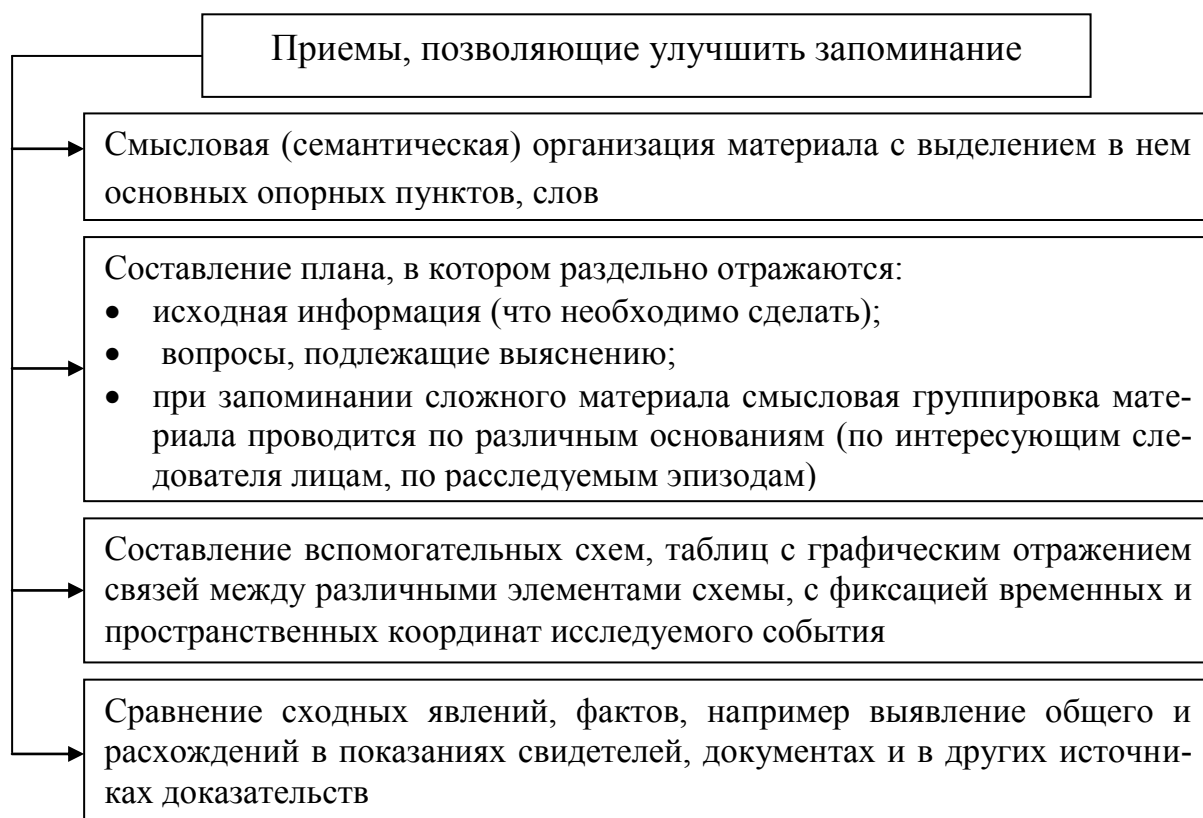 Приемы, позволяющие улучшить запоминание
Смысловая (семантическая) организация материала с выделением в нем
основных опорных пунктов, слов
Составление плана, в котором раздельно отражаются:
• исходная информация (что необходимо сделать);
• вопросы, подлежащие выяснению;
• при запоминании сложного материала смысловая группировка мате-
риала проводится по различным основаниям (по интересующим сле-
дователя лицам, по расследуемым эпизодам)
Составление вспомогательных схем, таблиц с графическим отражением
связей между различными элементами схемы, с фиксацией временных и
пространственных координат исследуемого события
Сравнение сходных явлений, фактов, например выявление общего и
расхождений в показаниях свидетелей, документах и в других источни-
ках доказательств